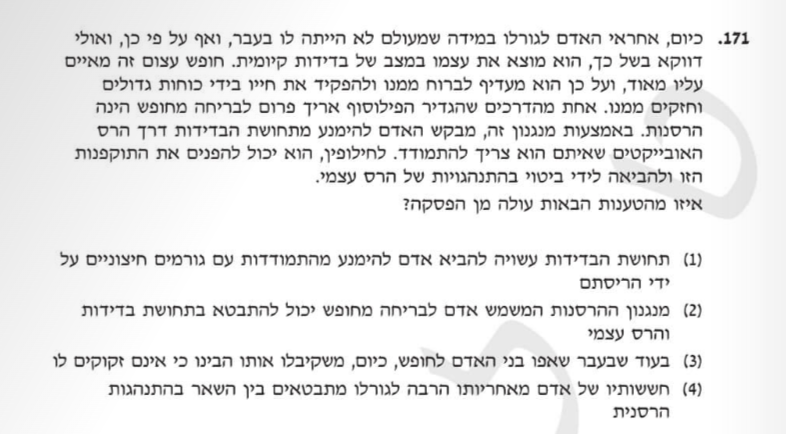 171. כיום, אחראי האדם לגורלו במידה שמעולם לא הייתה לו בעבר, ואף על פי כן, ואולי
דווקא בשל כך, הוא מוצא את עצמו במצב של בדידות קיומית. חופש עצום זה מאיים
עליו מאוד, ועל כן הוא מעדיף לברוח ממנו ולהפקיד את חייו בידי כוחות גדולים
וחזקים ממנו. אחת מהדרכים שהגדיר הפילוסוף אריך פרום לבריחה מחופש הינה
הרסנות. באמצעות מנגנון זה, מבקש האדם להימנע מתחושת הבדידות דרך הרס
האובייקטים שאיתם הוא צריך להתמודד. לחילופין, הוא יכול להפנים את התוקפנות
הזו ולהביאה לידי ביטוי בהתנהגויות של הרס עצמי.
איזו מהטענות הבאות עולה מן הפסקה?
(1) תחושת הבדידות עשויה להביא אדם להימנע מהתמודדות עם גורמים חיצוניים על
ידי הריסתם
(2) מנגנון ההרסנות המשמש אדם לבריחה מחופש יכול להתבטא בתחושת בדידות
והרס עצמי
(3) בעוד שבעבר שאפו בני האדם לחופש, כיום, משקיבלו אותו הבינו כי אינם זקוקים לו
(4) חששותיו של אדם מאחריותו הרבה לגורלו מתבטאים בין השאר בהתנהגות
הרסנית